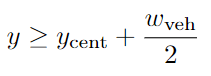 y ≥ y_cent + w_veh / 2